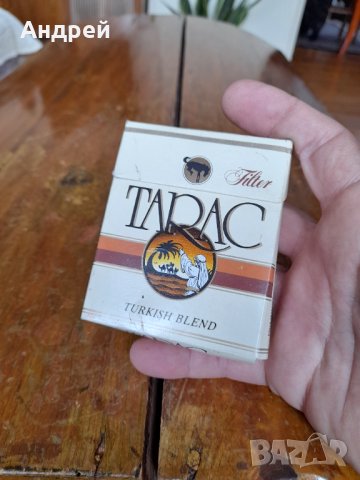 Андрей
Filter
TABAC
TURKISH BLEND
BAZAR